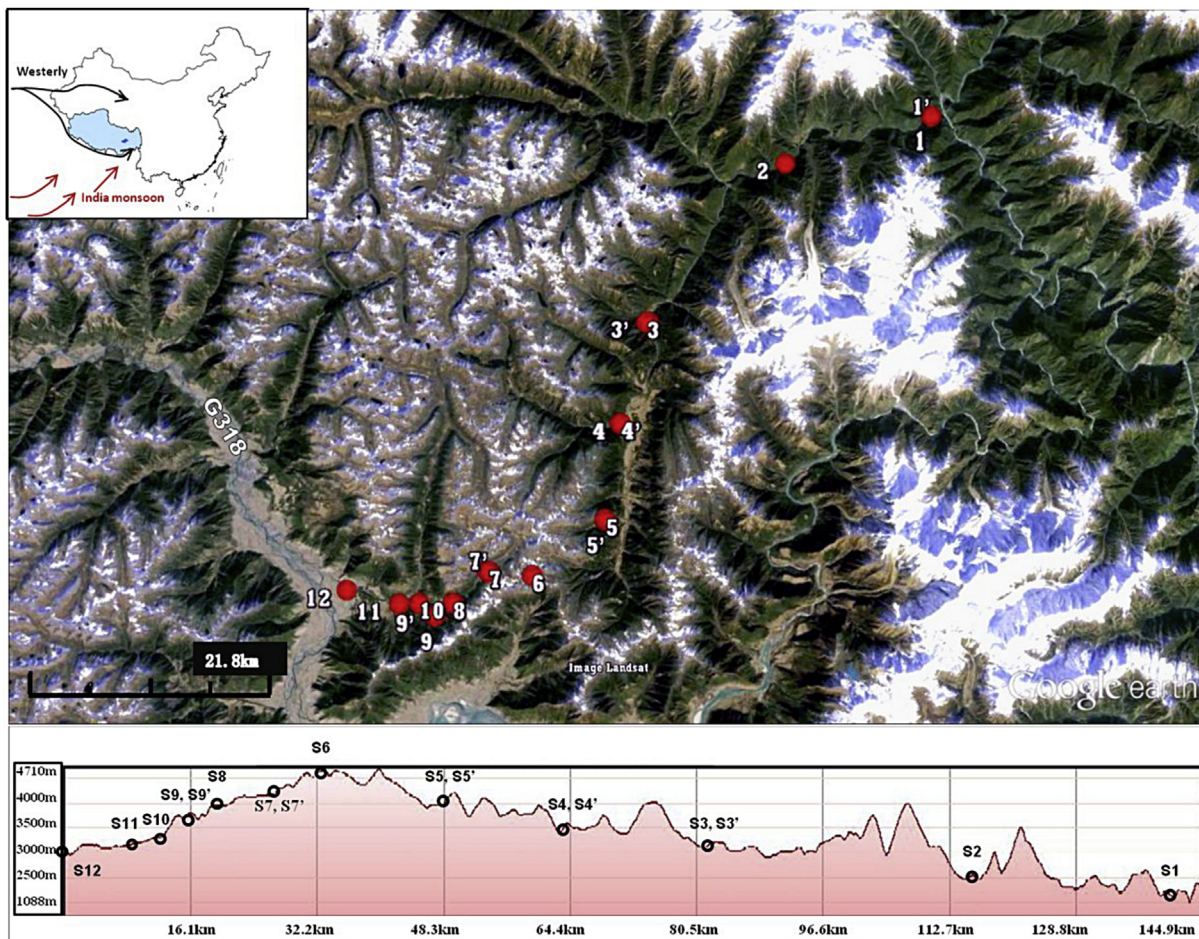 Westerly
India monsoon
1'
1
2
3' 3
4 4'
5
5'
G318
7'
7
6
12
11
9'
10
8
9
21.8km
Image Landsat
Google earth
S6
4710m
S8
S5, S5'
4000m
S9, S9'
S7, S7'
S4, S4'
3500m
S11 S10
S3, S3'
3000m
S12
S2
S1
2500m
1088m
16.1km 32.2km 48.3km 64.4km 80.5km 96.6km 112.7km 128.8km 144.9km